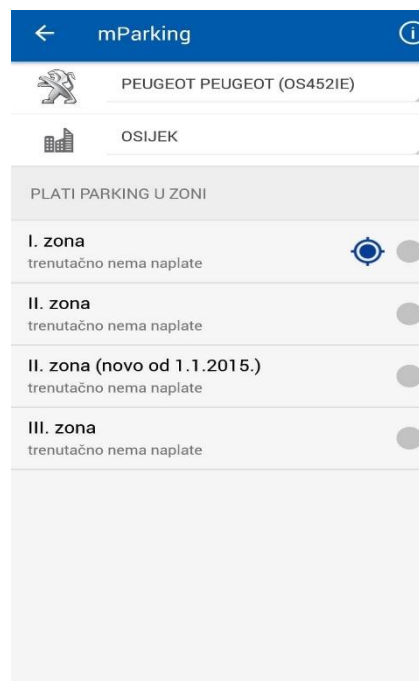 mParking
PEUGEOT PEUGEOT (OS452IE)
OSIJEK
PLATI PARKING U ZONI
I. zona
trenutačno nema naplate
II. zona
trenutačno nema naplate
II. zona (novo od 1.1.2015.)
trenutačno nema naplate
III. zona
trenutačno nema naplate